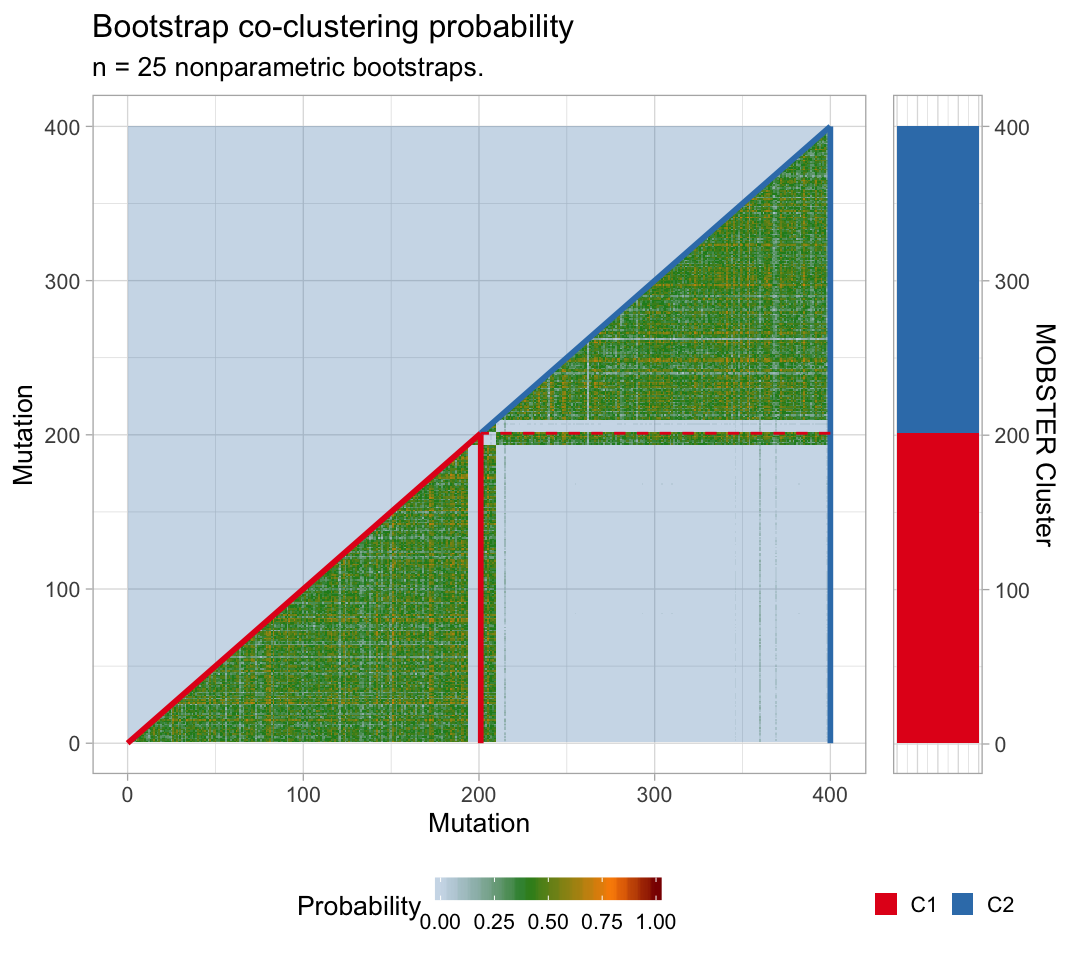 Bootstrap co-clustering probability
n = 25 nonparametric bootstraps.
400
300
200
100
0
Mutation
0 100 200 300 400
Mutation
400
300
200
100
0
MOBSTER Cluster
Probability
0.00 0.25 0.50 0.75 1.00
C1 C2